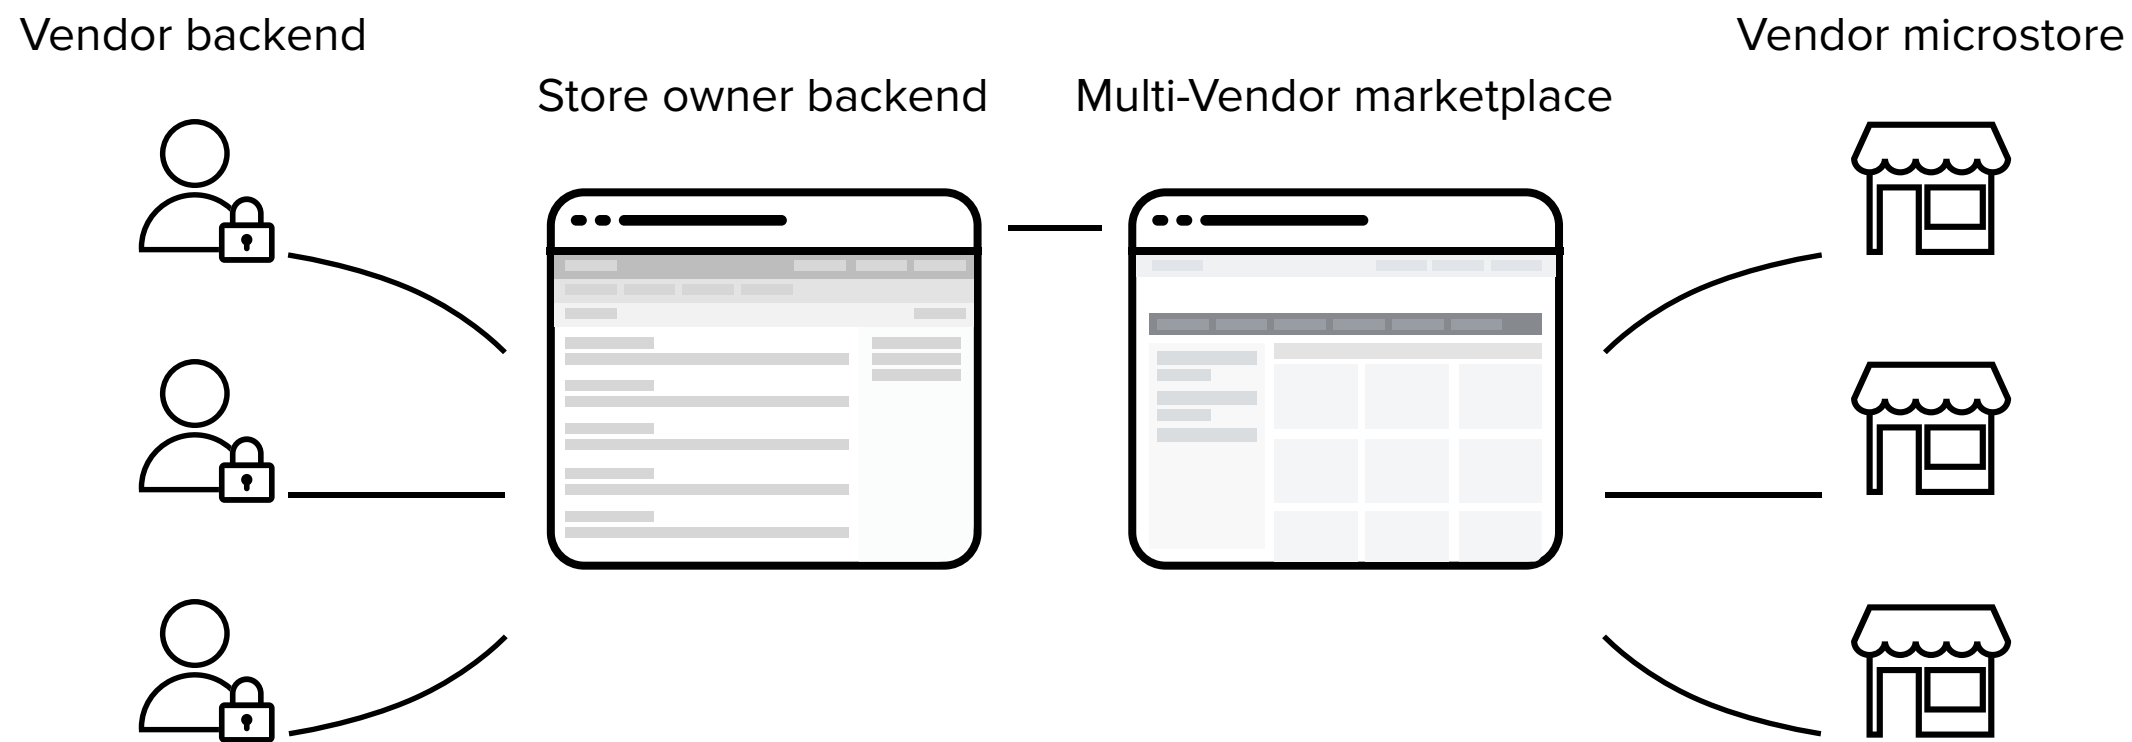 Vendor backend
Store owner backend
Multi-Vendor marketplace
Vendor microstore